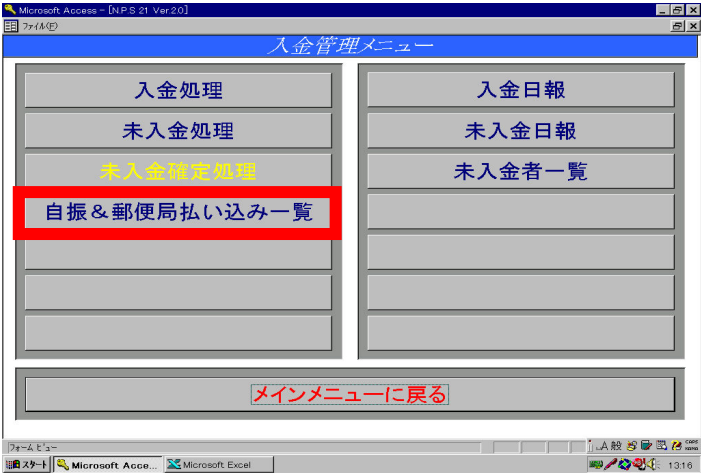 Microsoft Access - [N.P.S 21 Ver.2.0]
ファイル(F)
入金管理メニュー
入金処理
未入金処理
未入金確定処理
自振＆郵便局払い込み一覧
入金日報
未入金日報
未入金者一覧
メインメニューに戻る
フォーム ビュー
A 般
CAPS
KANA
スタート
Microsoft Acce...
Microsoft Excel
13:16